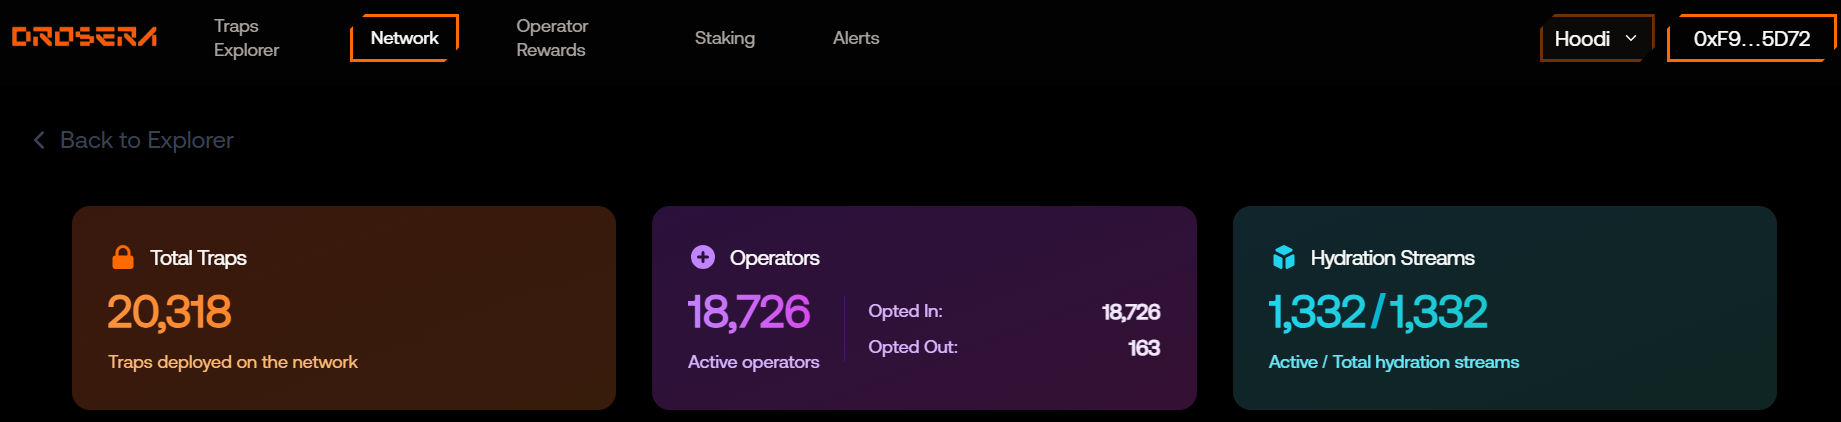 DROSERA
Traps
Explorer
Network
Operator
Rewards
Staking
Alerts
Hoodi
0xF9...5D72
Back to Explorer
Total Traps
20,318
Traps deployed on the network
Operators
18,726
Active operators
Opted In:
18,726
Opted Out:
163
Hydration Streams
1,332 / 1,332
Active / Total hydration streams